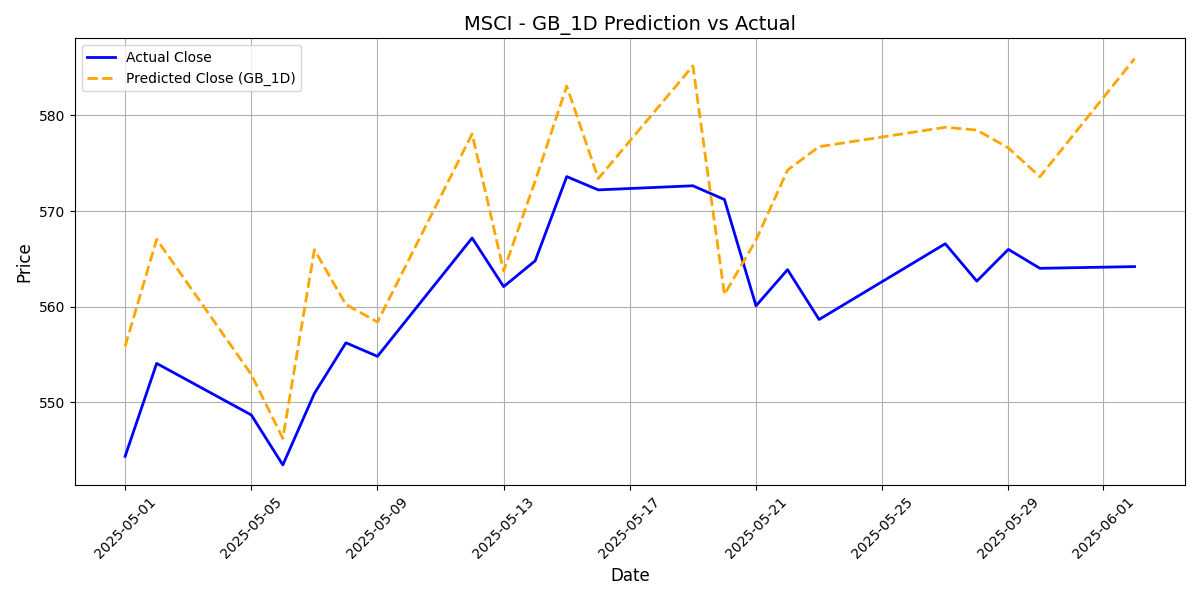 MSCI - GB_1D Prediction vs Actual
Actual Close
Predicted Close (GB_1D)
Price
580
570
560
550
2025-05-01
2025-05-05
2025-05-09
2025-05-13
2025-05-17
2025-05-21
2025-05-25
2025-05-29
2025-06-01
Date